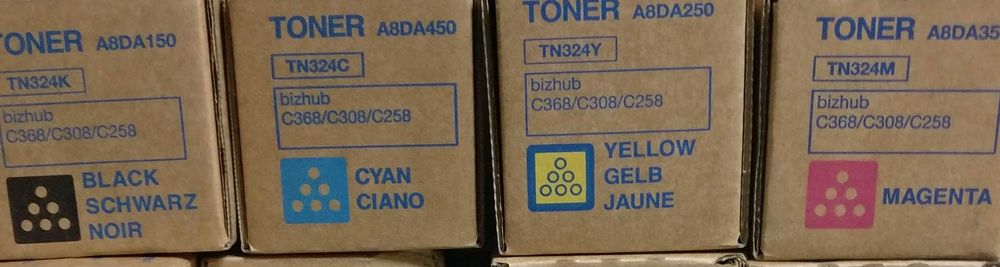 TONER A8DA150
TN324K
bizhub
C368/C308/C258
BLACK
SCHWARZ
NOIR
TONER A8DA450
TN324C
bizhub
C368/C308/C258
CYAN
CIANO
TONER A8DA250
TN324Y
bizhub
C368/C308/C258
YELLOW
GELB
JAUNE
TONER A8DA35
TN324M
bizhub
C368/C308/C258
MAGENTA